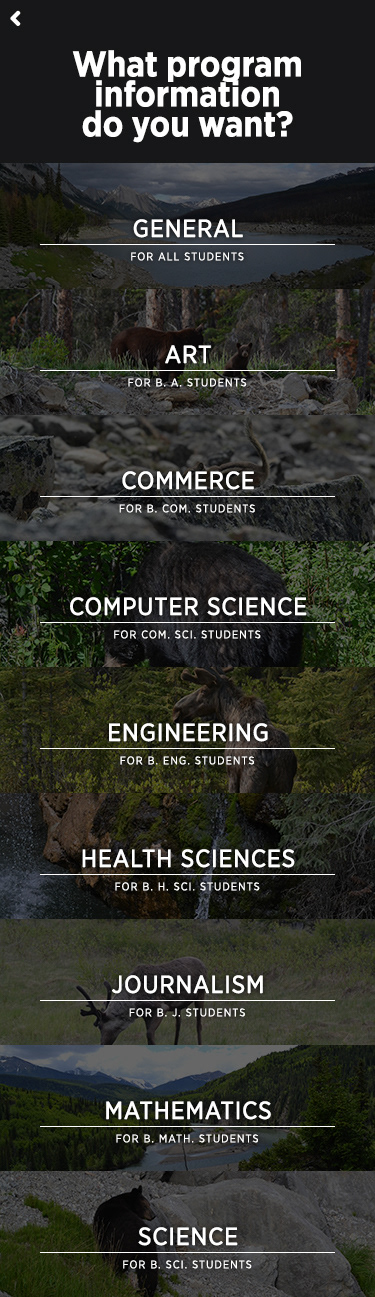 What program
information
do you want?
GENERAL
FOR ALL STUDENTS
ART
FOR B. A. STUDENTS
COMMERCE
FOR B. COM. STUDENTS
COMPUTER SCIENCE
FOR COM. SCI. STUDENTS
ENGINEERING
FOR B. ENG. STUDENTS
HEALTH SCIENCES
FOR B. H. SCI. STUDENTS
JOURNALISM
FOR B. J. STUDENTS
MATHEMATICS
FOR B. MATH. STUDENTS
SCIENCE
FOR B. SCI. STUDENTS